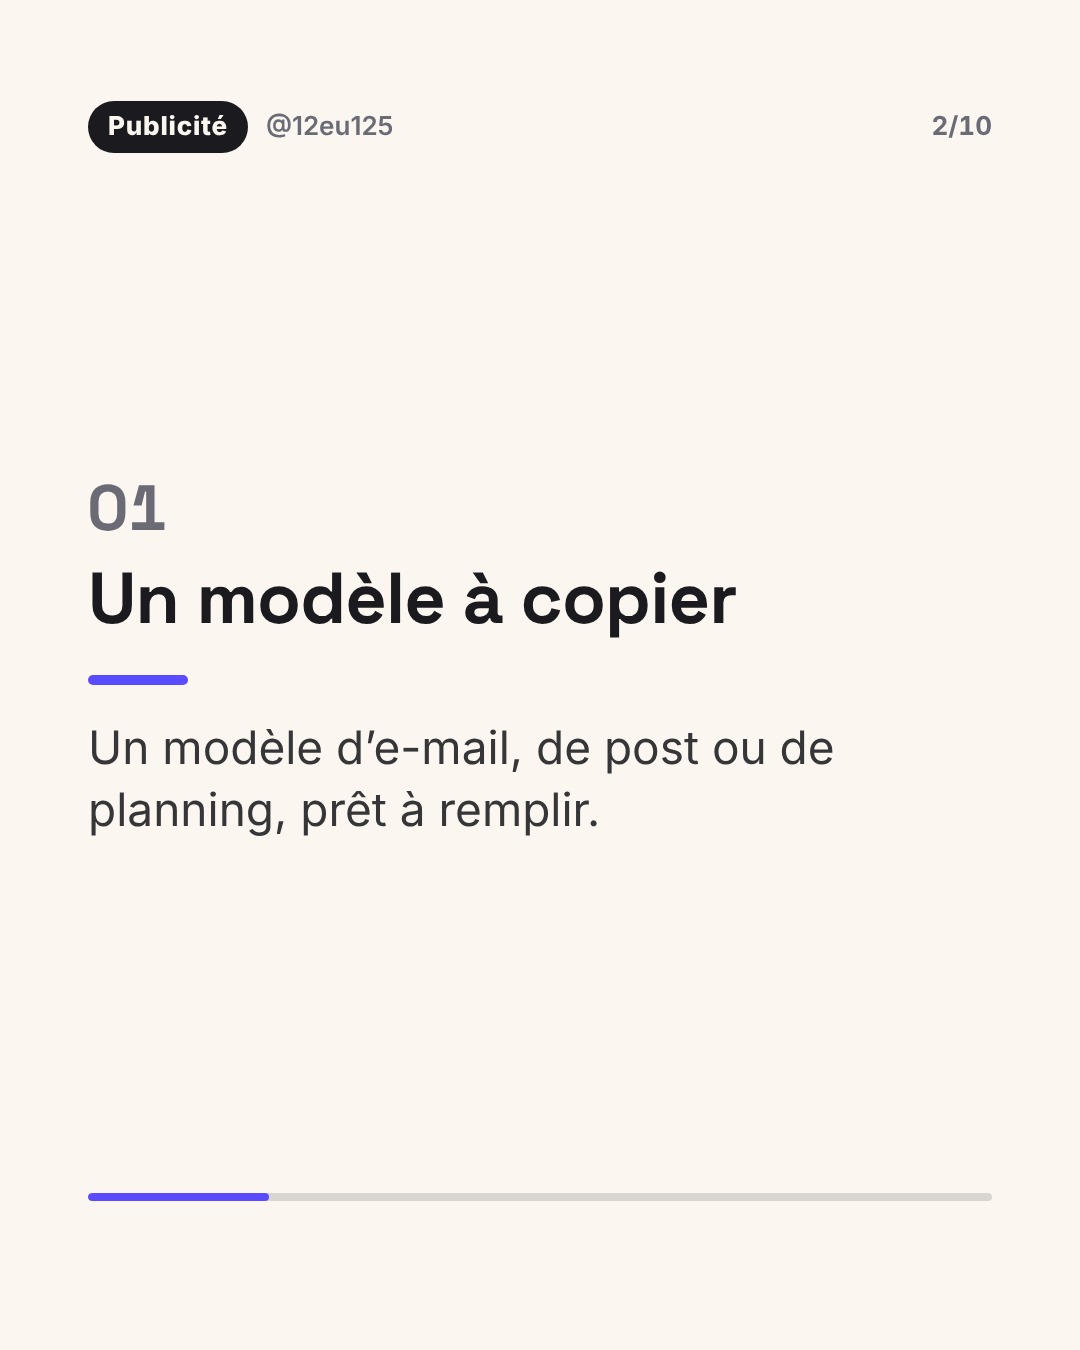 Publicité @12eu125 2/10
01
Un modèle à copier
Un modèle d’e-mail, de post ou de
planning, prêt à remplir.